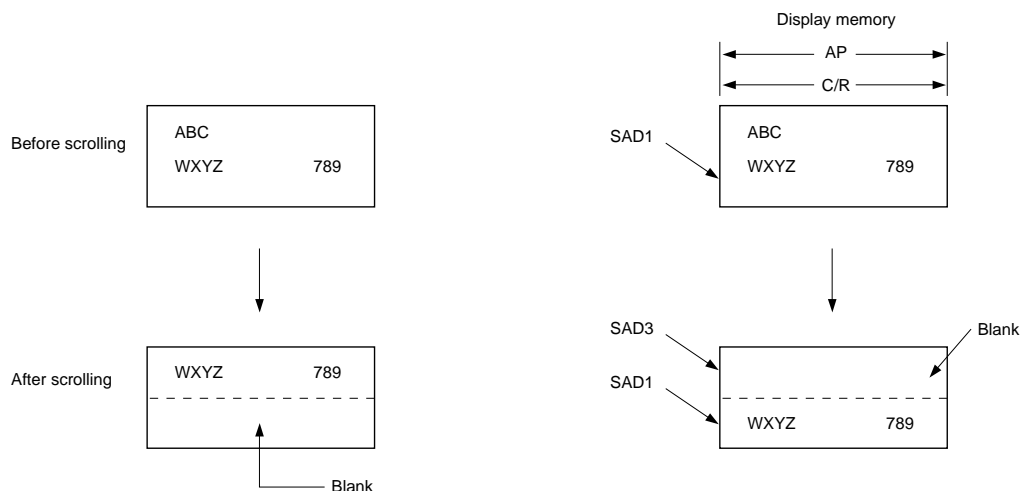 Display memory
AP
C/R
Before scrolling
ABC
WXYZ 789
SAD1
ABC
WXYZ 789
After scrolling
WXYZ 789
Blank
SAD3
SAD1
Blank
WXYZ 789